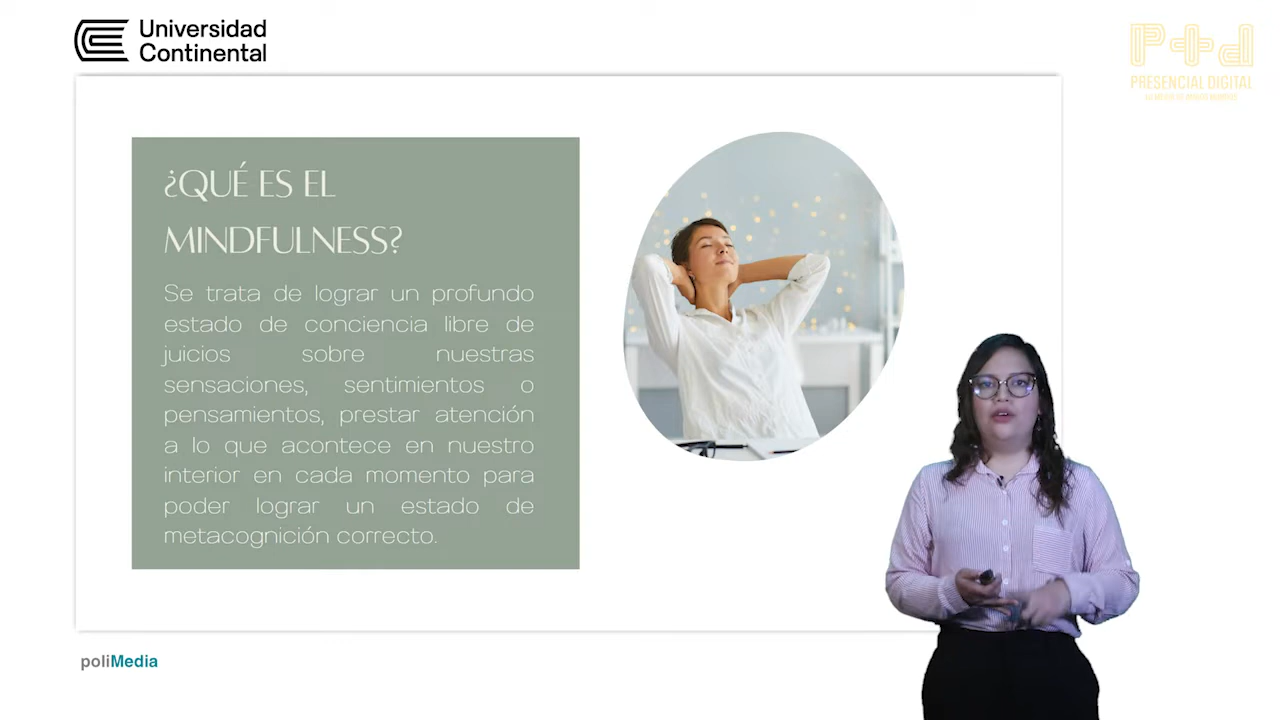 Universidad
Continental
P+d
PRESENCIAL DIGITAL
¿QUÉ ES EL
MINDFULNESS?
Se trata de lograr un profundo
estado de conciencia libre de
juicios sobre nuestras
sensaciones, sentimientos o
pensamientos, prestar atención
a lo que acontece en nuestro
interior en cada momento para
poder lograr un estado de
metacognición correcto.
poliMedia